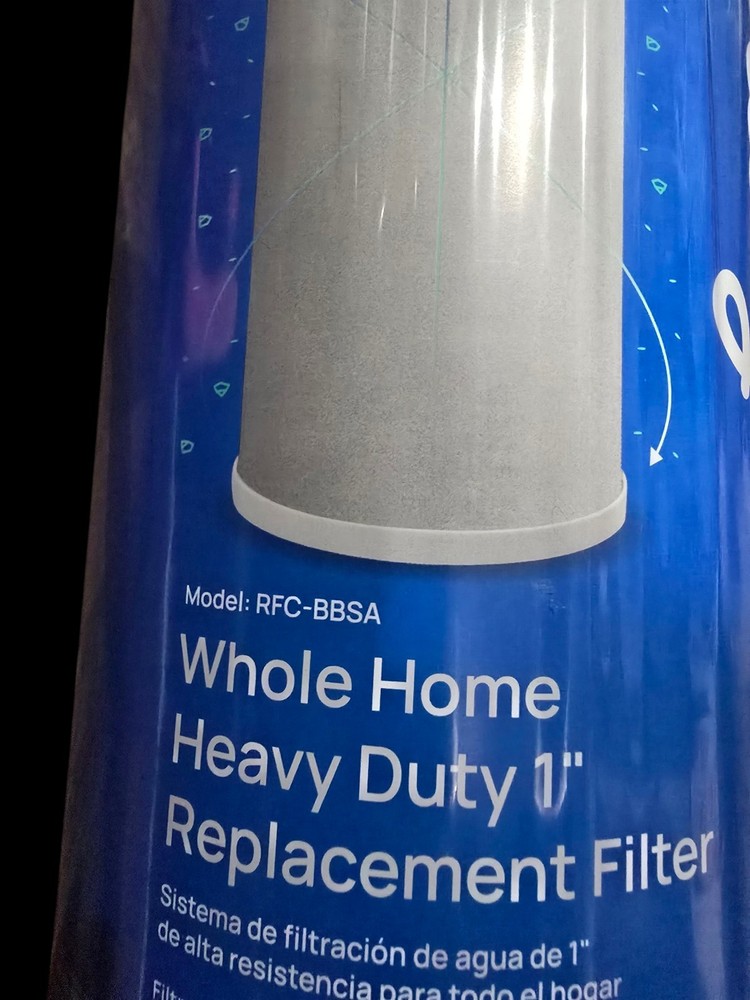 Model: RFC-BBSA
Whole Home
Heavy Duty 1"
Replacement Filter
Sistema de filtración de agua de 1"
de alta resistencia para todo el hogar